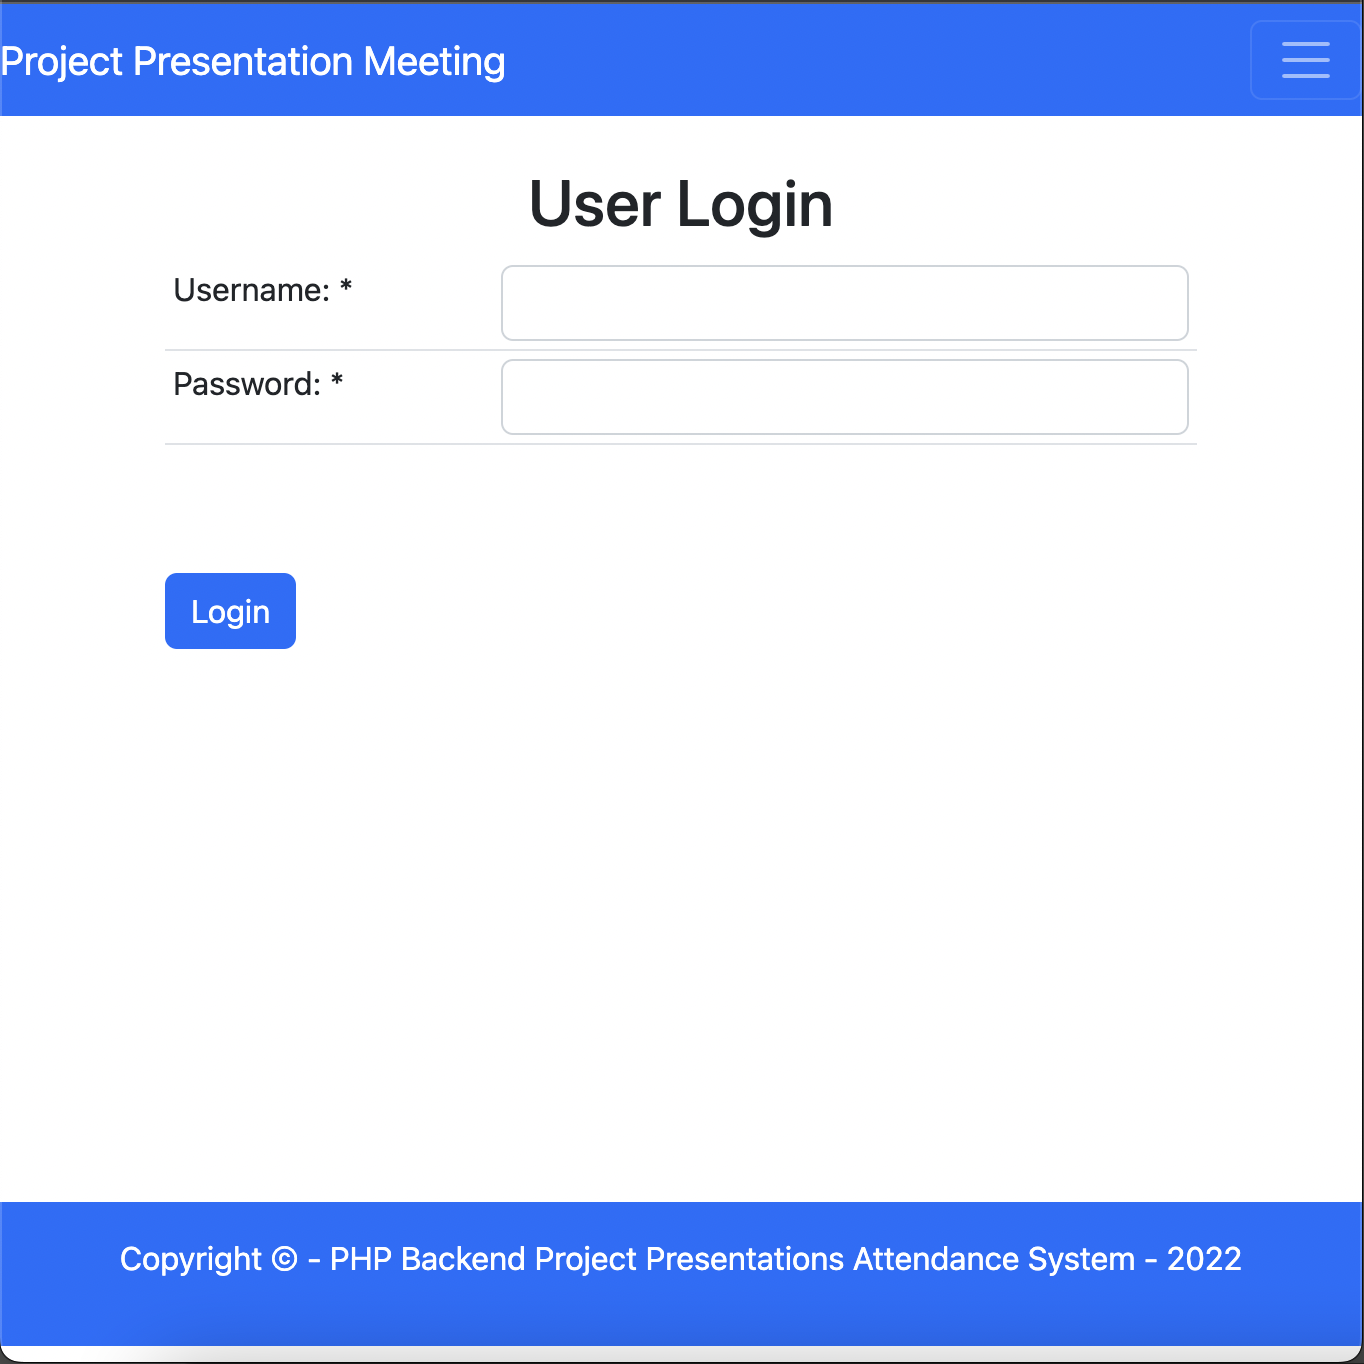 Project Presentation Meeting
User Login
Username: *
Password: *
Login
Copyright © - PHP Backend Project Presentations Attendance System - 2022